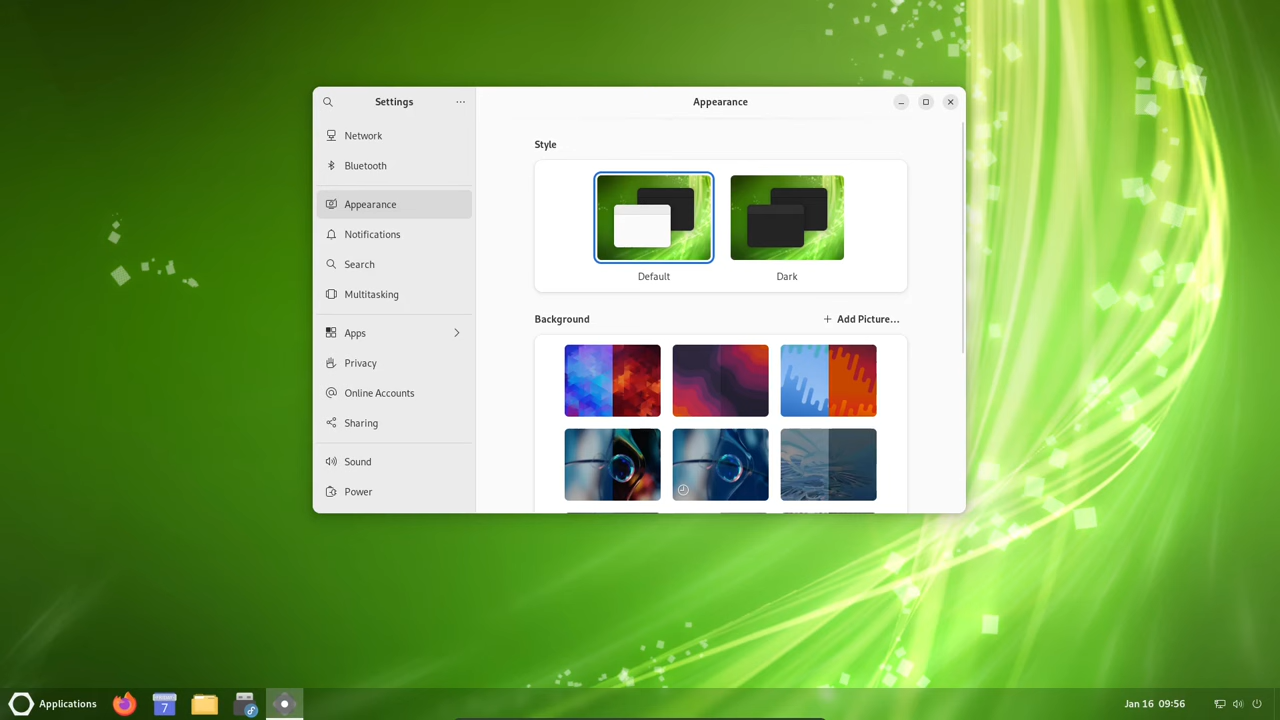 Settings
Appearance
Network
Bluetooth
Appearance
Notifications
Search
Multitasking
Apps
Privacy
Online Accounts
Sharing
Sound
Power
Style
Default
Dark
Background
Add Picture...
Applications
7
Jan 16 09:56